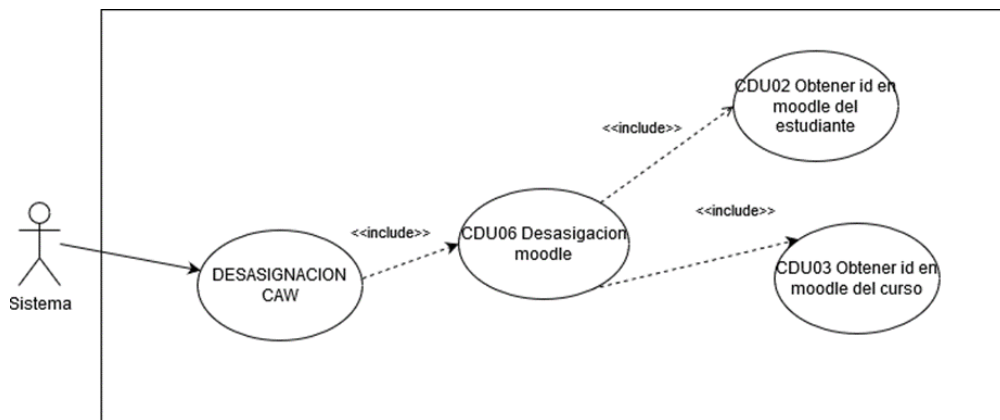 CDU02 Obtener id en
moodle del
estudiante
<<include>>
<<include>>
<<include>>
CDU06 Desasigacion
moodle
CDU03 Obtener id en
moodle del curso
DESASIGNACION
CAW
Sistema